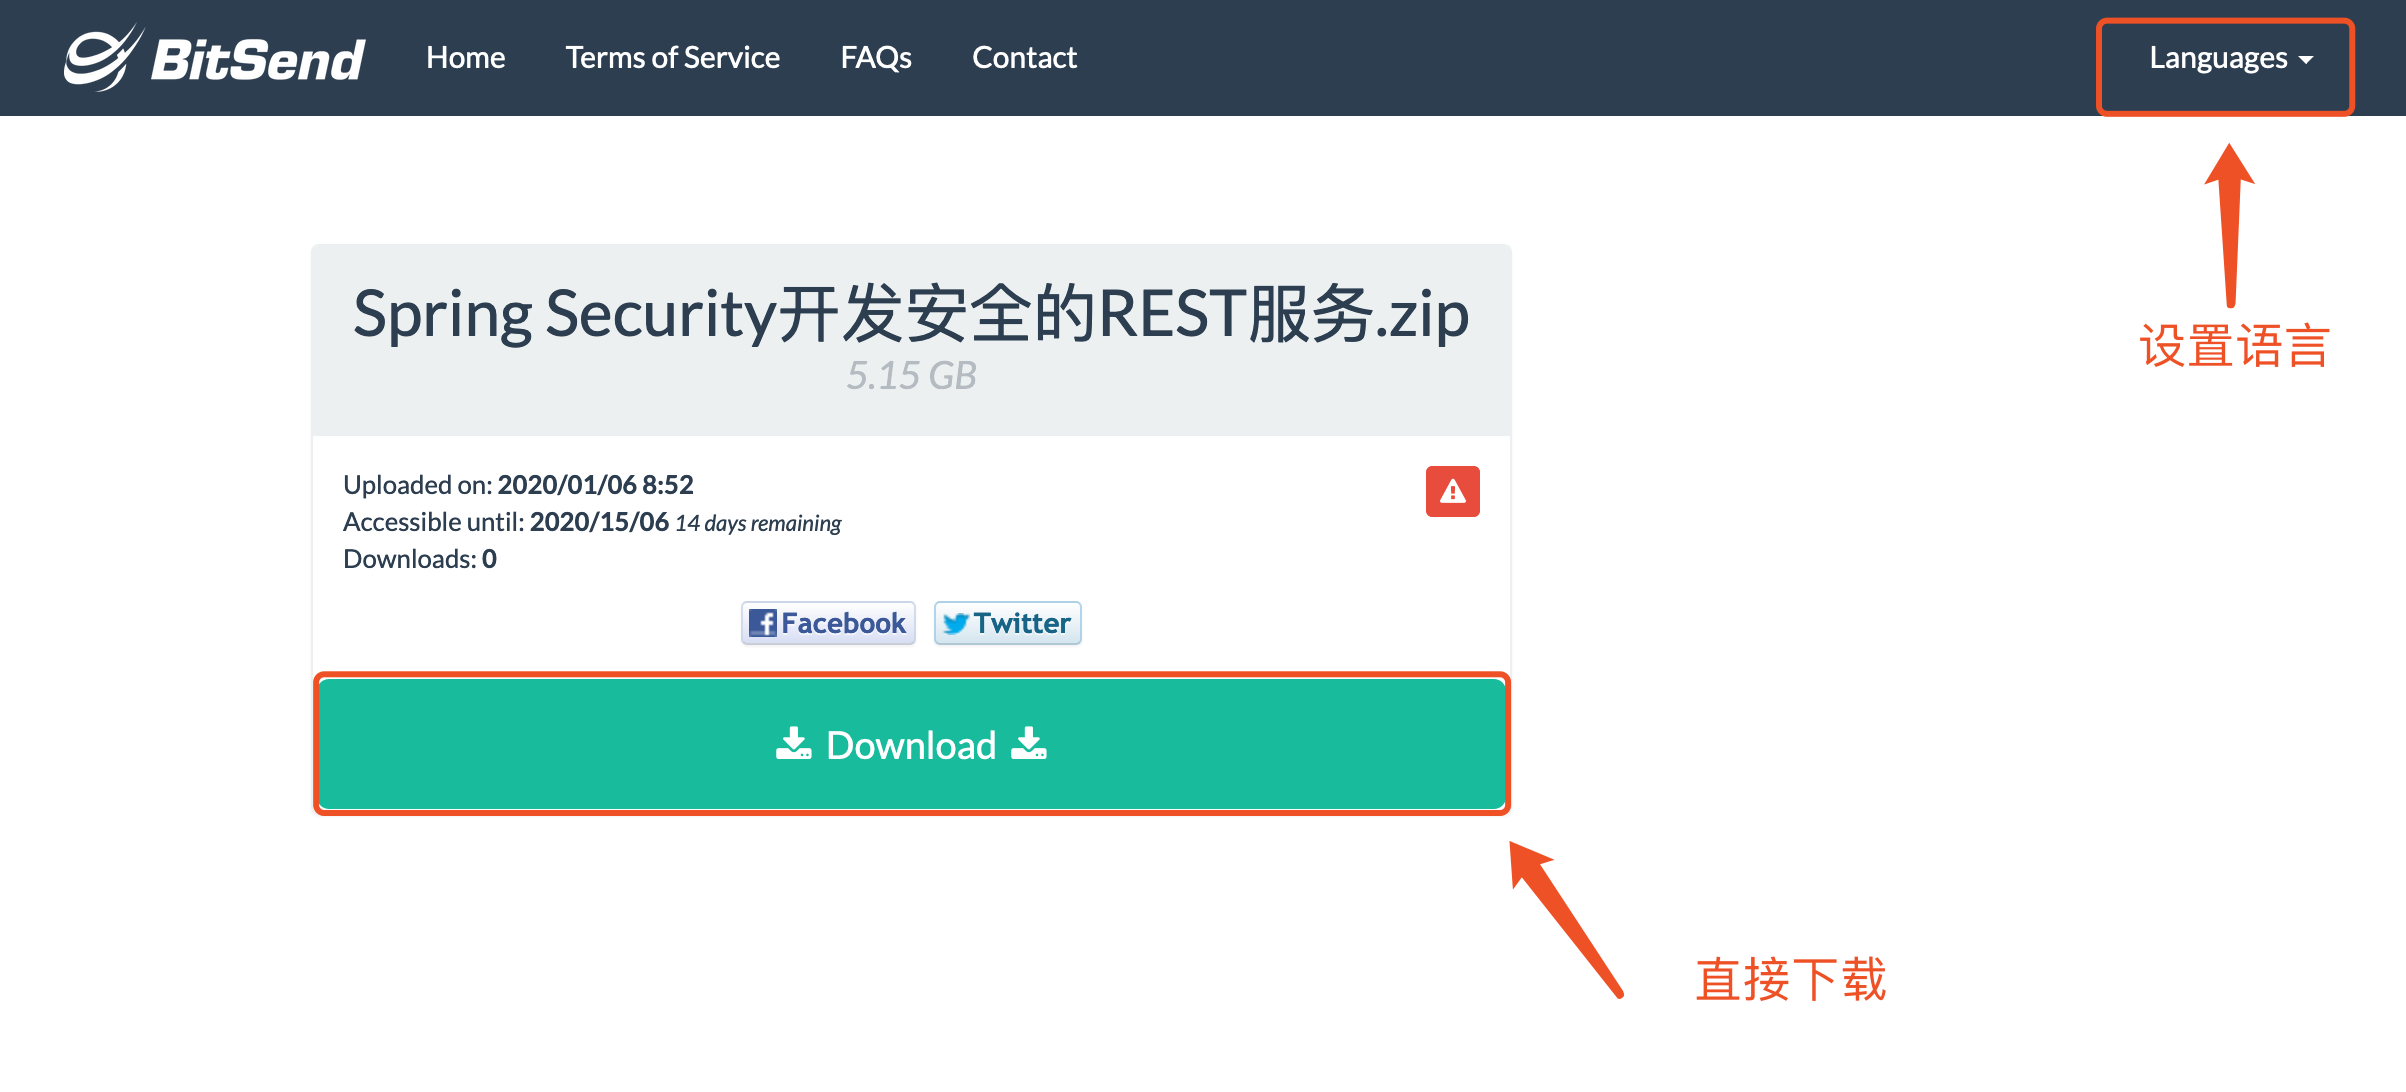 BitSend Home Terms of Service FAQs Contact Languages
设置语言
Spring Security开发安全的REST服务.zip
5.15 GB
Uploaded on: 2020/01/06 8:52
Accessible until: 2020/15/06 14 days remaining
Downloads: 0
Facebook Twitter
Download
直接下载